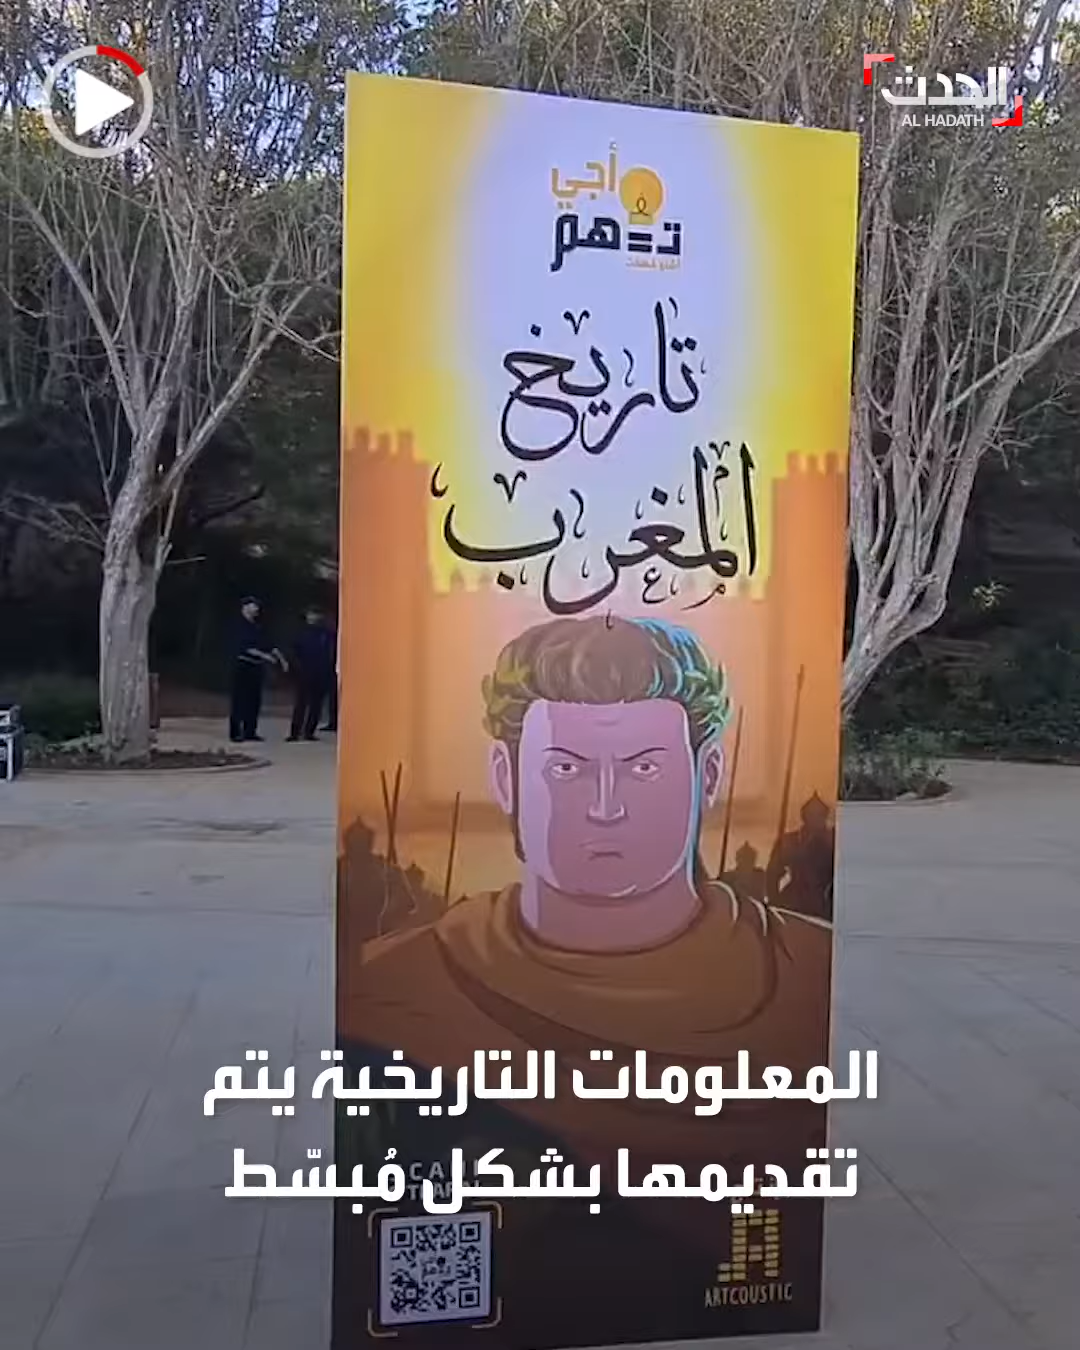 الحدث
AL HADATH
أجي
تفهم
تاريخ
المغرب
المعلومات التاريخية يتم
تقديمها بشكل مُبسّط
ARTCOUSTIC